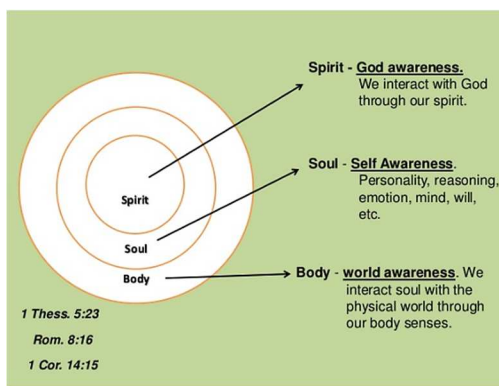 Spirit - God awareness.
We interact with God
through our spirit.
Soul - Self Awareness.
Personality, reasoning,
emotion, mind, will,
etc.
Body - world awareness. We
interact soul with the
physical world through
our body senses.
Spirit
Soul
Body
1 Thess. 5:23
Rom. 8:16
1 Cor. 14:15